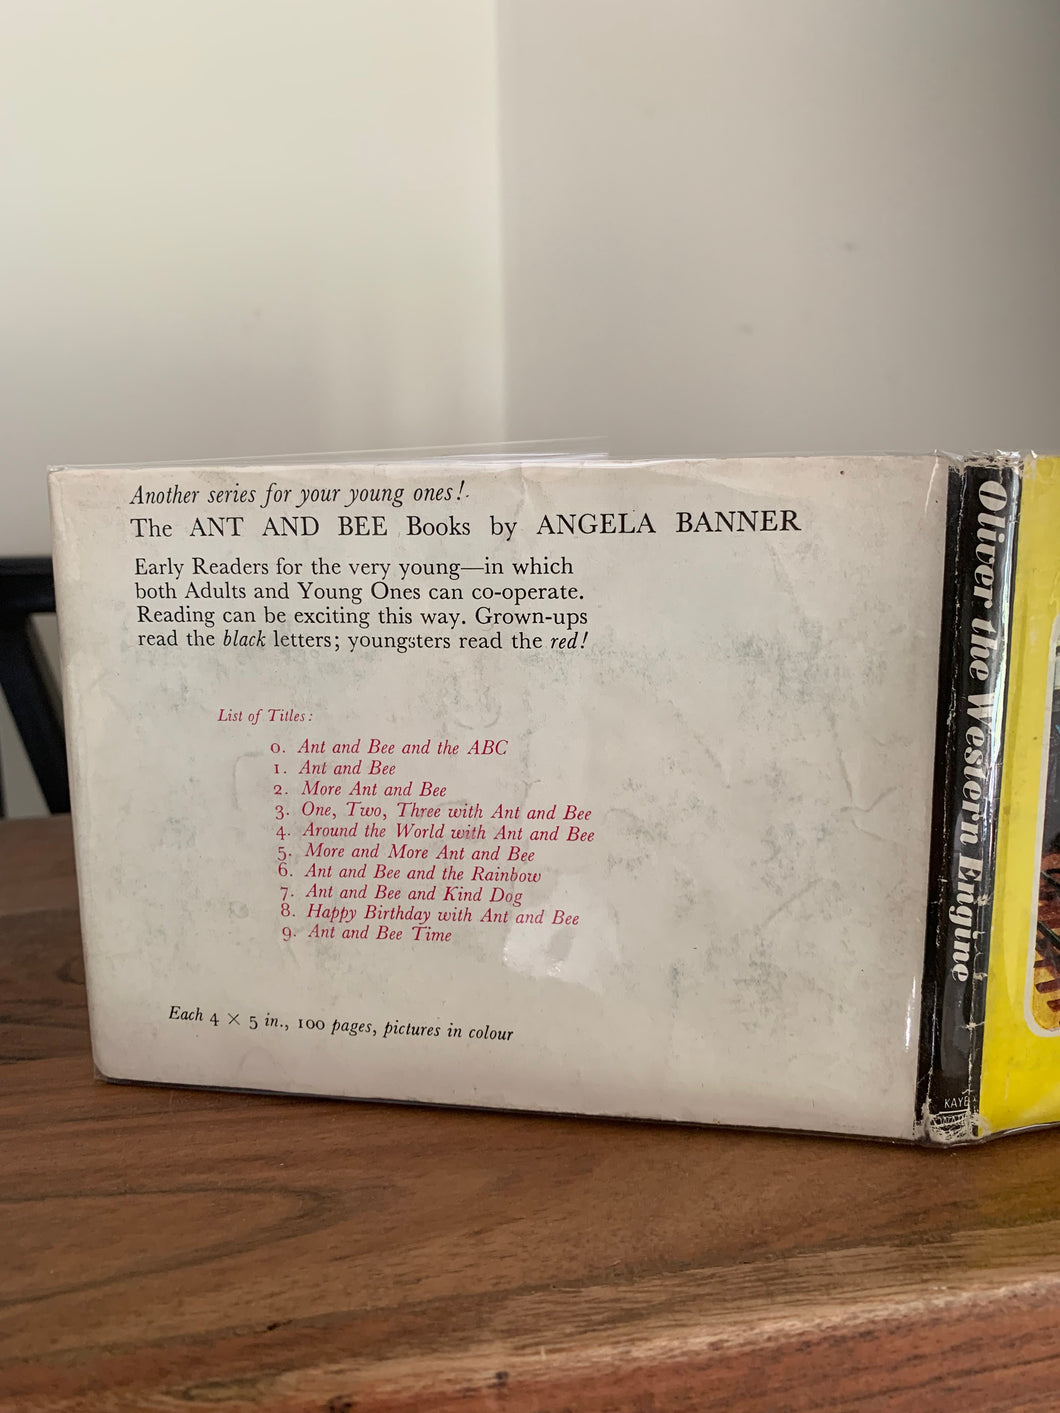 Another series for your young ones!
The ANT AND BEE Books by ANGELA BANNER
Early Readers for the very young—in which
both Adults and Young Ones can co-operate.
Reading can be exciting this way. Grown-ups
read the black letters; youngsters read the red!
List of Titles:
0. Ant and Bee and the ABC
1. Ant and Bee
2. More Ant and Bee
3. One, Two, Three with Ant and Bee
4. Around the World with Ant and Bee
5. More and More Ant and Bee
6. Ant and Bee and the Rainbow
7. Ant and Bee and Kind Dog
8. Happy Birthday with Ant and Bee
9. Ant and Bee Time
Each 4 × 5 in., 100 pages, pictures in colour
Oliver the Western Engine
KAYE